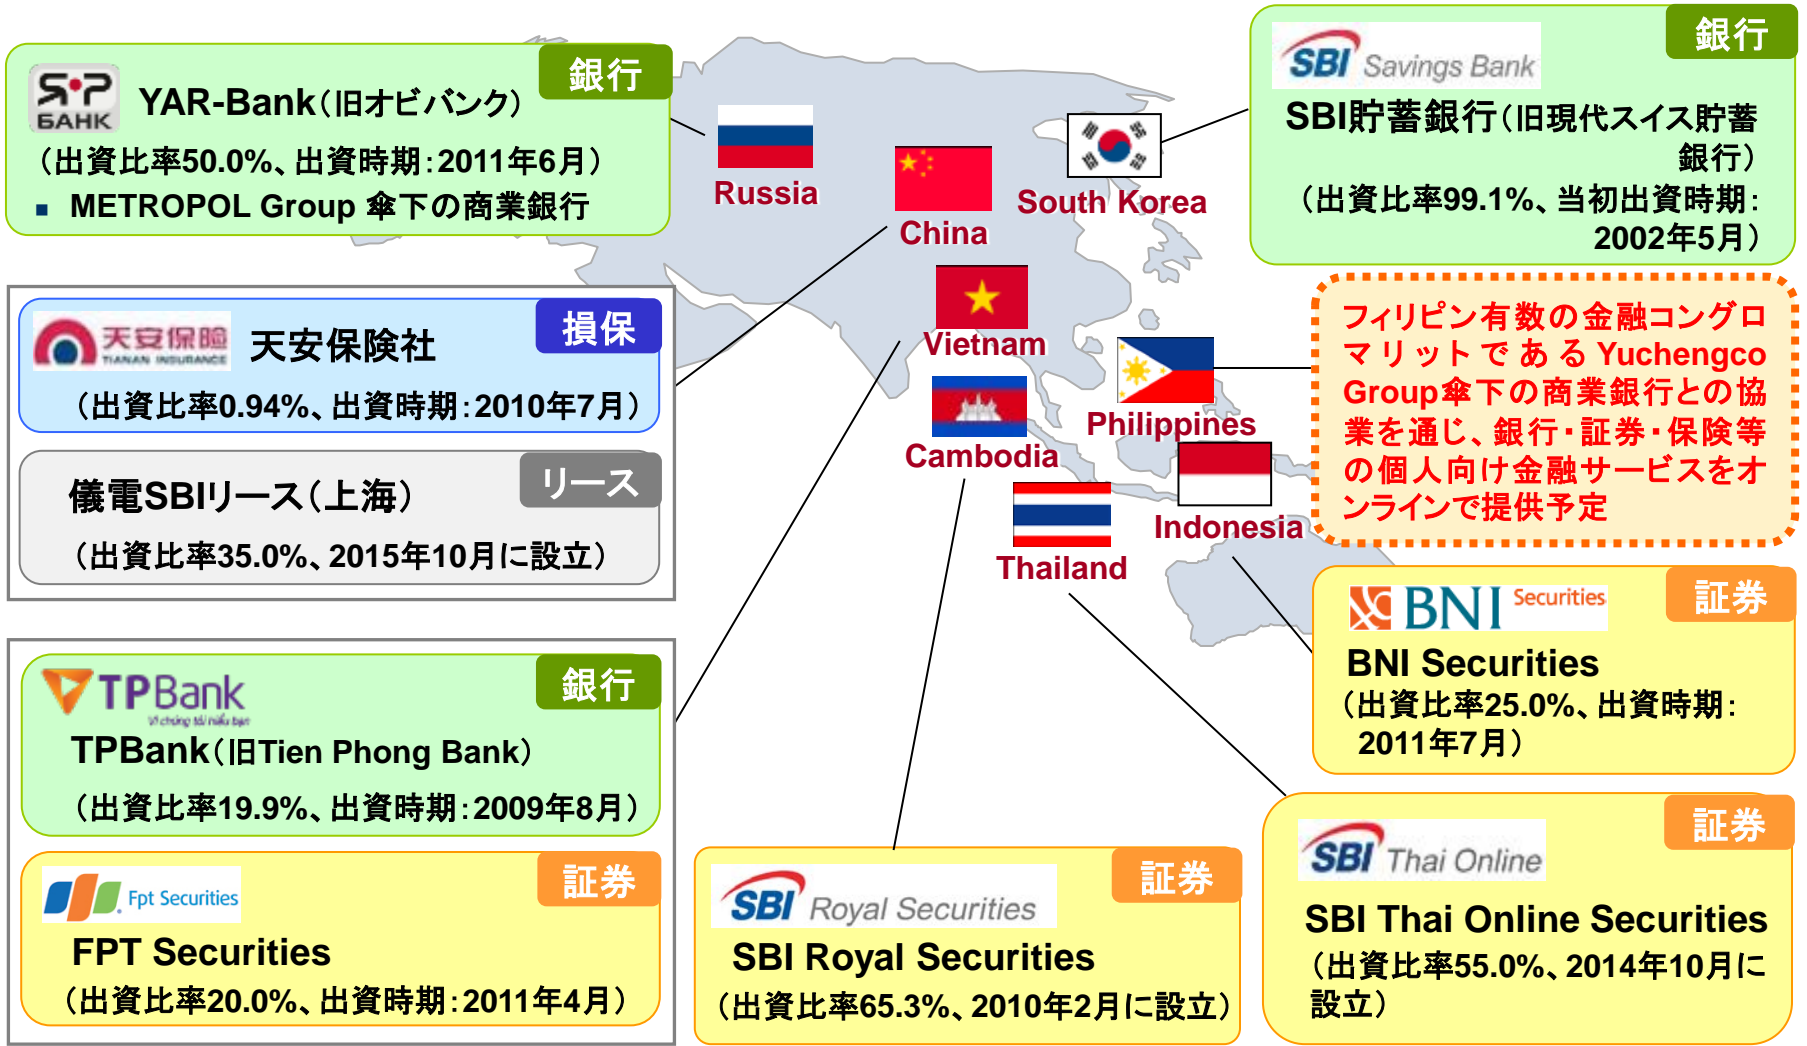 銀行
Я·Р
БАНК
YAR-Bank（旧オビバンク）
（出資比率50.0%、出資時期：2011年6月）
■ METROPOL Group 傘下の商業銀行
Russia
China
South Korea
Vietnam
Philippines
Cambodia
Indonesia
Thailand
銀行
SBI Savings Bank
SBI貯蓄銀行（旧現代スイス貯蓄
銀行）
（出資比率99.1%、当初出資時期：
2002年5月）
損保
天安保險
TIANAN INSURANCE
天安保険社
（出資比率0.94%、出資時期：2010年7月）
リース
儀電SBIリース（上海）
（出資比率35.0%、2015年10月に設立）
フィリピン有数の金融コングロ
マリットであるYuchengco
Group傘下の商業銀行との協
業を通じ、銀行・証券・保険等
の個人向け金融サービスをオ
ンラインで提供予定
証券
BNI Securities
BNI Securities
（出資比率25.0%、出資時期：
2011年7月）
銀行
TPBank
Vì chúng tôi hiểu bạn
TPBank（旧Tien Phong Bank）
（出資比率19.9%、出資時期：2009年8月）
証券
Fpt Securities
FPT Securities
（出資比率20.0%、出資時期：2011年4月）
証券
SBI Royal Securities
SBI Royal Securities
（出資比率65.3%、2010年2月に設立）
証券
SBI Thai Online
SBI Thai Online Securities
（出資比率55.0%、2014年10月に
設立）